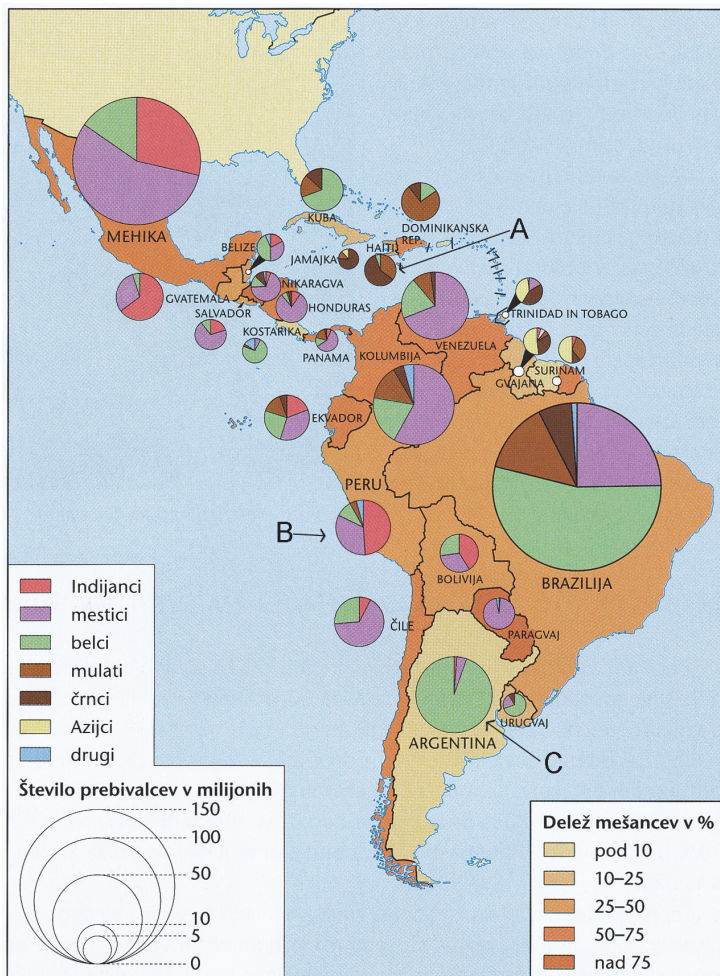 MEHIKA
KUBA
DOMINIKANSKA
REP.
A
BELIZE
JAMAJKA
HAITI
NIKARAGVA
GVATEMALA
HONDURAS
SALVADOR
KOSTARIKA
PANAMA
TRINIDAD IN TOBAGO
VENEZUELA
KOLUMBIJA
SURINAM
GVAJANA
EKVADOR
PERU
B
BOLIVIJA
BRAZILIJA
ČILE
PARAGVAJ
URUGVAJ
ARGENTINA
C
Indijanci
mestici
belci
mulati
črnci
Azijci
drugi
Število prebivalcev v milijonih
150
100
50
10
5
0
Delež mešancev v %
pod 10
10–25
25–50
50–75
nad 75